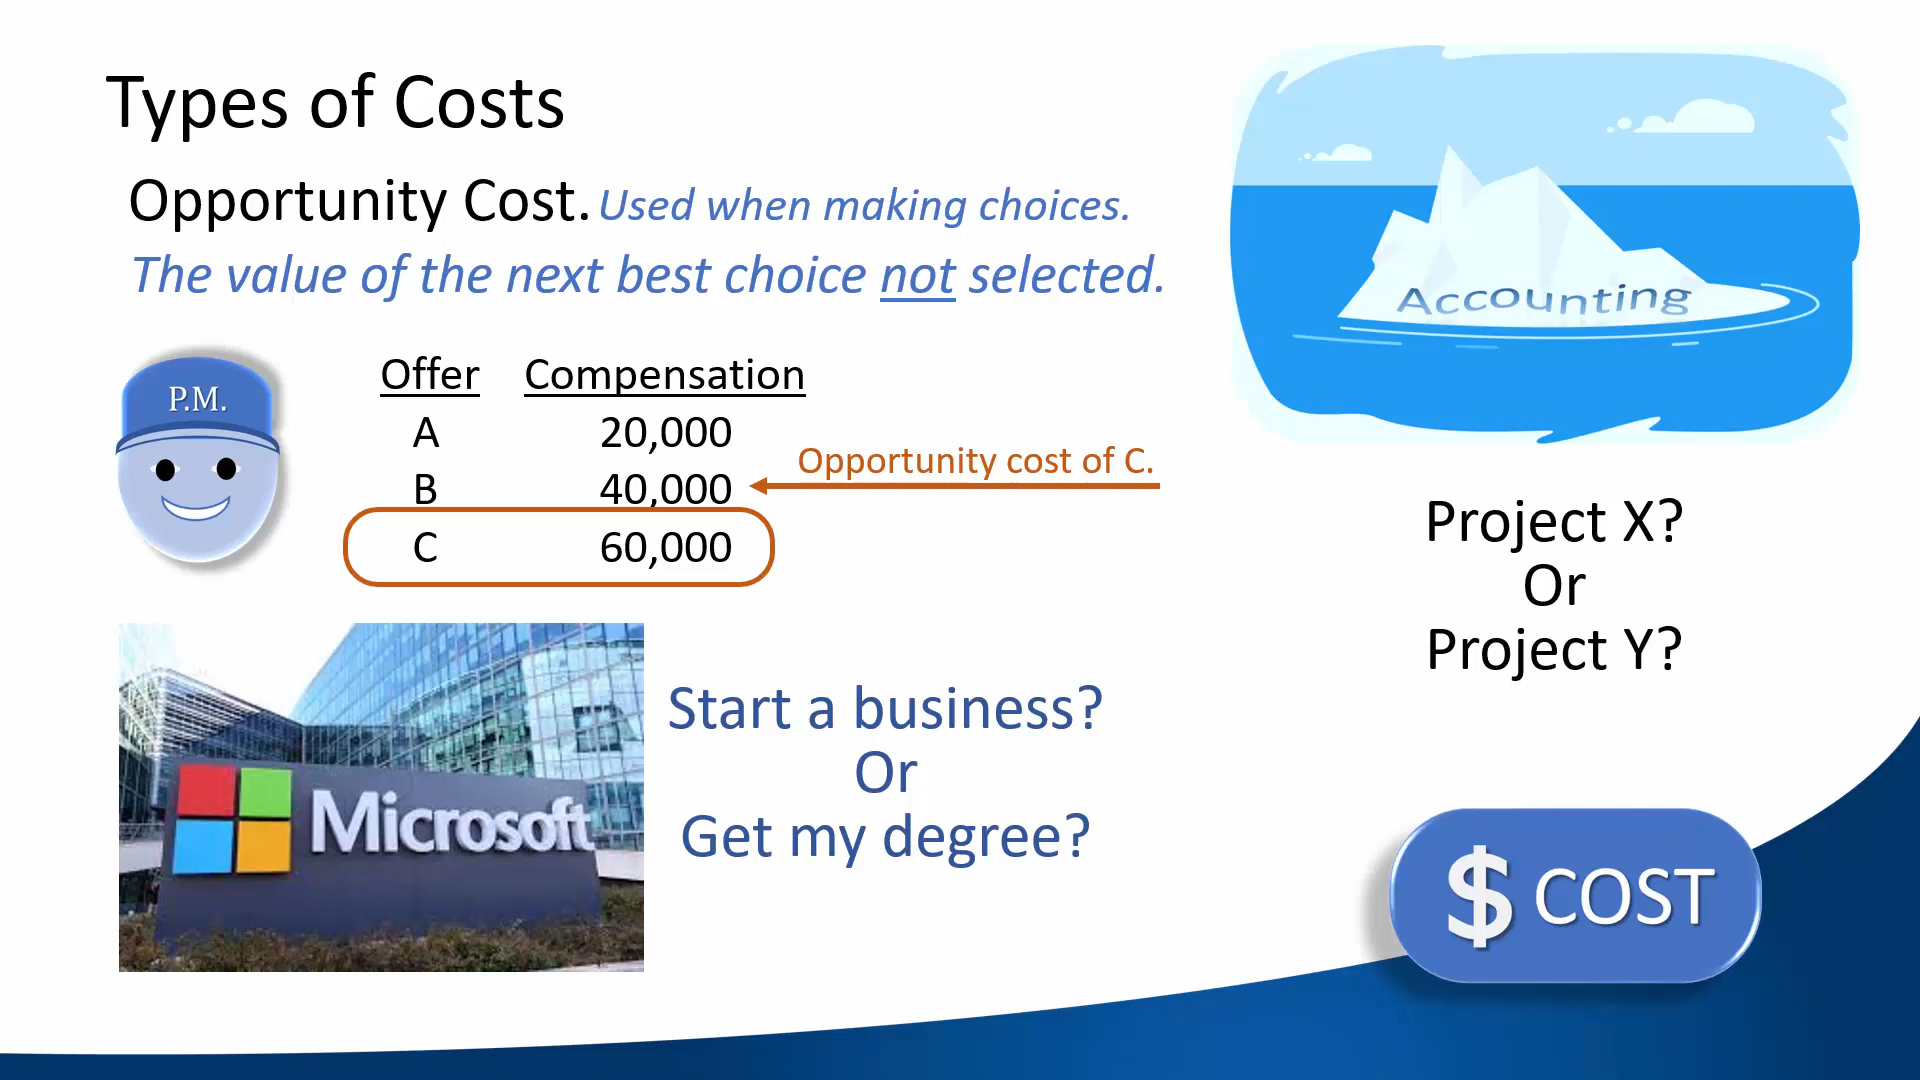 Types of Costs
Opportunity Cost. Used when making choices.
The value of the next best choice not selected.
Accounting
P.M.
Offer Compensation
A 20,000
Opportunity cost of C.
B 40,000
C 60,000
Project X?
Or
Project Y?
Microsoft
Start a business?
Or
Get my degree?
$ COST